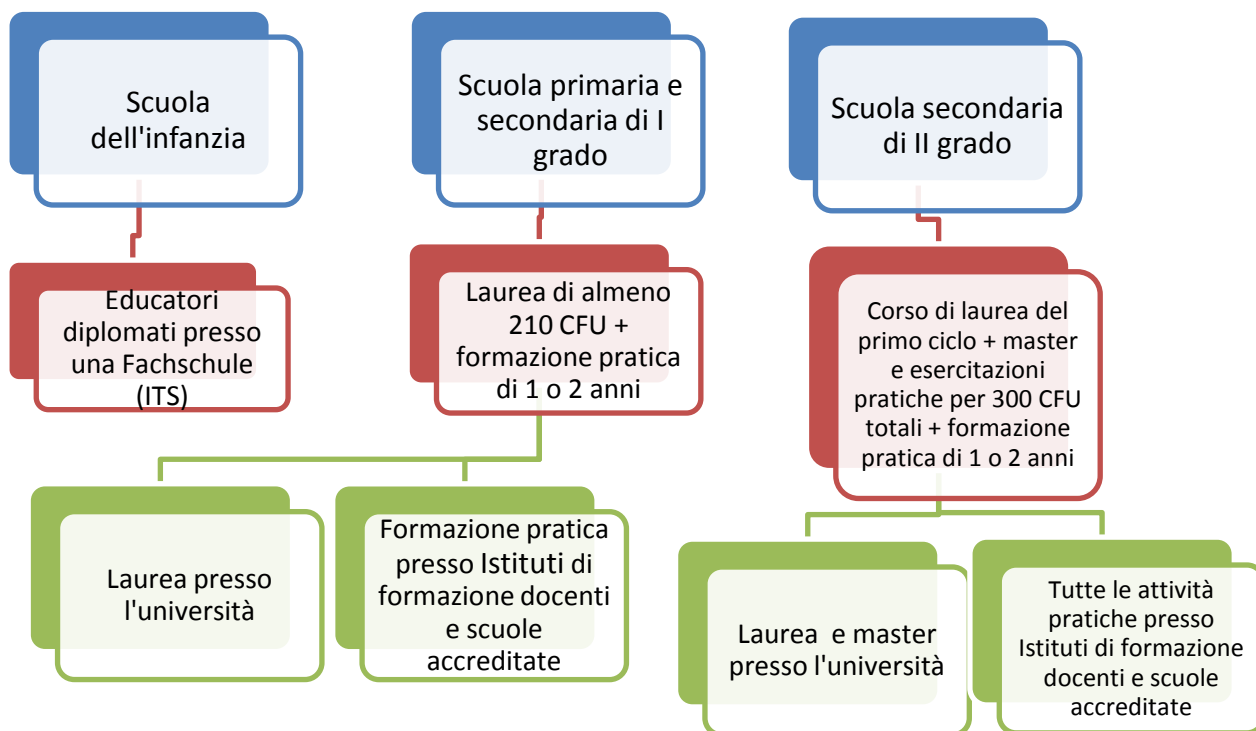 Scuola
dell'infanzia
Scuola primaria e
secondaria di I
grado
Scuola secondaria
di II grado
Educatori
diplomati presso
una Fachschule
(ITS)
Laurea di almeno
210 CFU +
formazione pratica
di 1 o 2 anni
Corso di laurea del
primo ciclo + master
e esercitazioni
pratiche per 300 CFU
totali + formazione
pratica di 1 o 2 anni
Laurea presso
l'università
Formazione pratica
presso Istituti di
formazione docenti
e scuole
accreditate
Laurea e master
presso l'università
Tutte le attività
pratiche presso
Istituti di formazione
docenti e scuole
accreditate